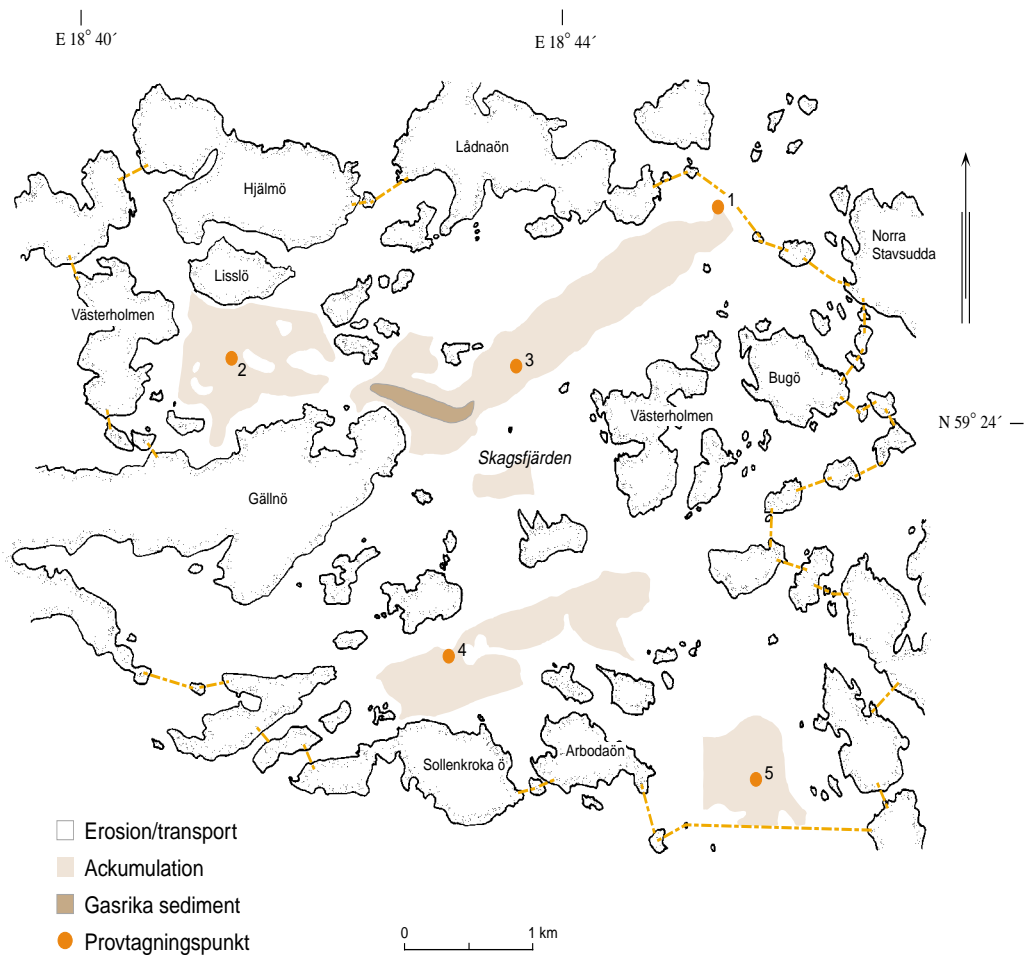 E 18° 40´
E 18° 44´
Lådnaön
Hjälmö
1
Norra
Stavsudda
Lisslö
Västerholmen
2
3
Bugö
Västerholmen
N 59° 24´
Skagsfjärden
Gällnö
4
Arbodaön
Sollenkroka ö
5
Erosion/transport
Ackumulation
Gasrika sediment
Provtagningspunkt
0
1 km